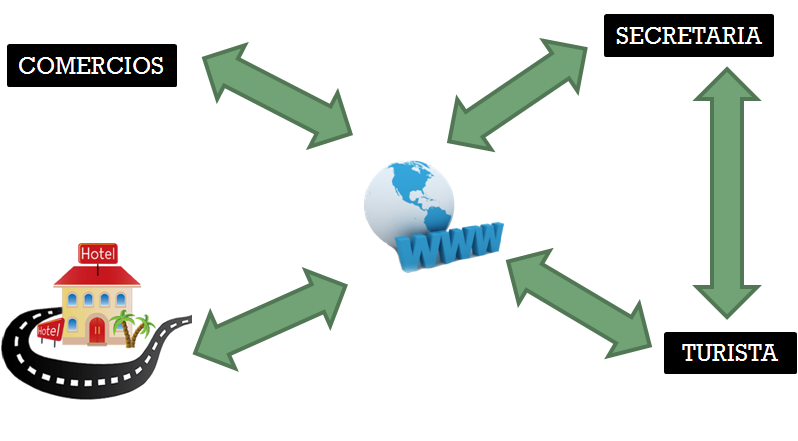 SECRETARIA
COMERCIOS
WWW
Hotel
Hotel
TURISTA